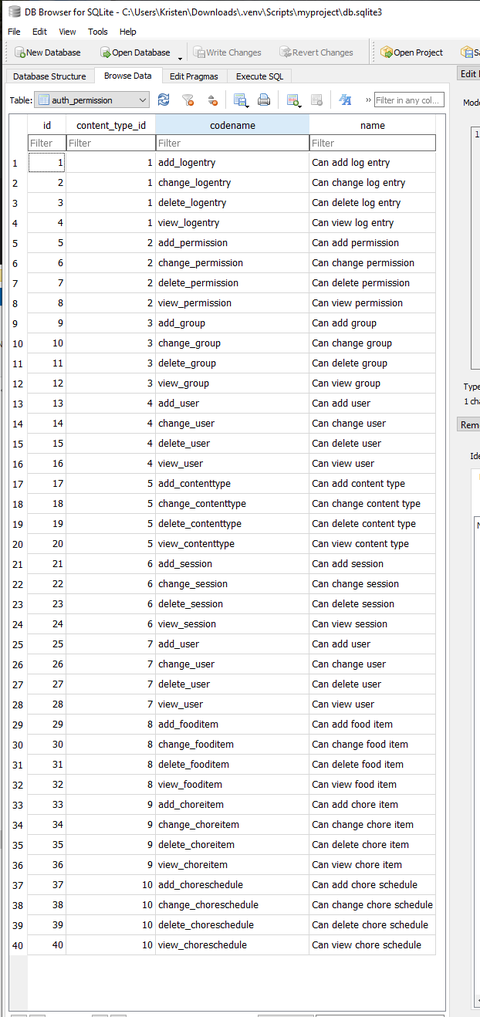 DB Browser for SQLite - C:\Users\Kristen\Downloads\.venv\Scripts\myproject\db.sqlite3
File Edit View Tools Help
New Database Open Database Write Changes Revert Changes Open Project
Database Structure Browse Data Edit Pragmas Execute SQL Edit
Table: auth_permission » Filter in any col...
id content_type_id codename name
Filter Filter Filter Filter
1 1 1 add_logentry Can add log entry
2 2 1 change_logentry Can change log entry
3 3 1 delete_logentry Can delete log entry
4 4 1 view_logentry Can view log entry
5 5 2 add_permission Can add permission
6 6 2 change_permission Can change permission
7 7 2 delete_permission Can delete permission
8 8 2 view_permission Can view permission
9 9 3 add_group Can add group
10 10 3 change_group Can change group
11 11 3 delete_group Can delete group
12 12 3 view_group Can view group
13 13 4 add_user Can add user
14 14 4 change_user Can change user
15 15 4 delete_user Can delete user
16 16 4 view_user Can view user
17 17 5 add_contenttype Can add content type
18 18 5 change_contenttype Can change content type
19 19 5 delete_contenttype Can delete content type
20 20 5 view_contenttype Can view content type
21 21 6 add_session Can add session
22 22 6 change_session Can change session
23 23 6 delete_session Can delete session
24 24 6 view_session Can view session
25 25 7 add_user Can add user
26 26 7 change_user Can change user
27 27 7 delete_user Can delete user
28 28 7 view_user Can view user
29 29 8 add_fooditem Can add food item
30 30 8 change_fooditem Can change food item
31 31 8 delete_fooditem Can delete food item
32 32 8 view_fooditem Can view food item
33 33 9 add_choreitem Can add chore item
34 34 9 change_choreitem Can change chore item
35 35 9 delete_choreitem Can delete chore item
36 36 9 view_choreitem Can view chore item
37 37 10 add_choreschedule Can add chore schedule
38 38 10 change_choreschedule Can change chore schedule
39 39 10 delete_choreschedule Can delete chore schedule
40 40 10 view_choreschedule Can view chore schedule